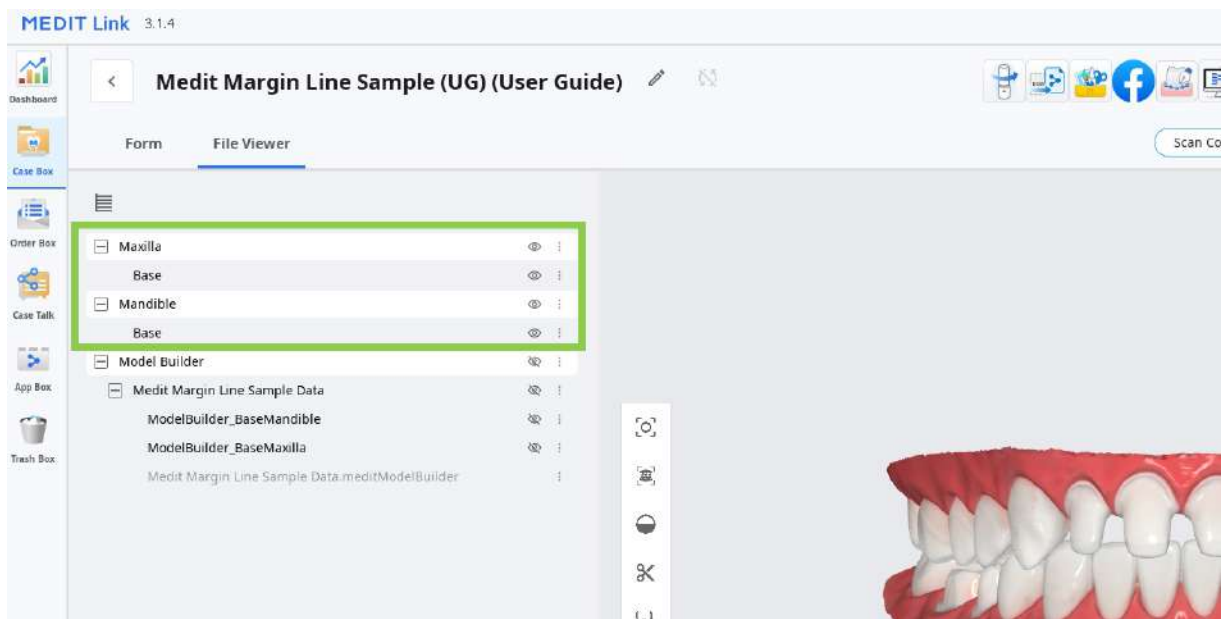 MEDIT Link 3.1.4
Dashboard
Case Box
Order Box
Case Talk
App Box
Trash Box
Medit Margin Line Sample (UG) (User Guide)
Form File Viewer
Scan Co
Maxilla
Base
Mandible
Base
Model Builder
Medit Margin Line Sample Data
ModelBuilder_BaseMandible
ModelBuilder_BaseMaxilla
Medit Margin Line Sample Data.meditModelBuilder